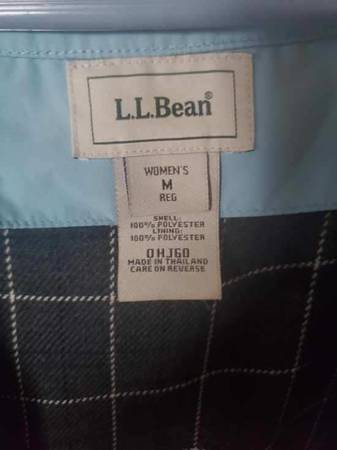 L.L.Bean®
WOMEN'S
M
REG
SHELL:
100% POLYESTER
LINING:
100% POLYESTER
0HJ60
MADE IN THAILAND
CARE ON REVERSE